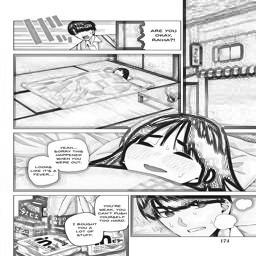 ARE YOU
OKAY,
RAIHA?!
YEAH...
SORRY THIS
HAPPENED
WHEN YOU
WERE OUT.
LOOKS
LIKE IT'S A
FEVER...
YOU'RE
WEAK. YOU
CAN'T PUSH
YOURSELF
TOO MUCH.
I BOUGHT
YOU A
LOT OF
STUFF.
174